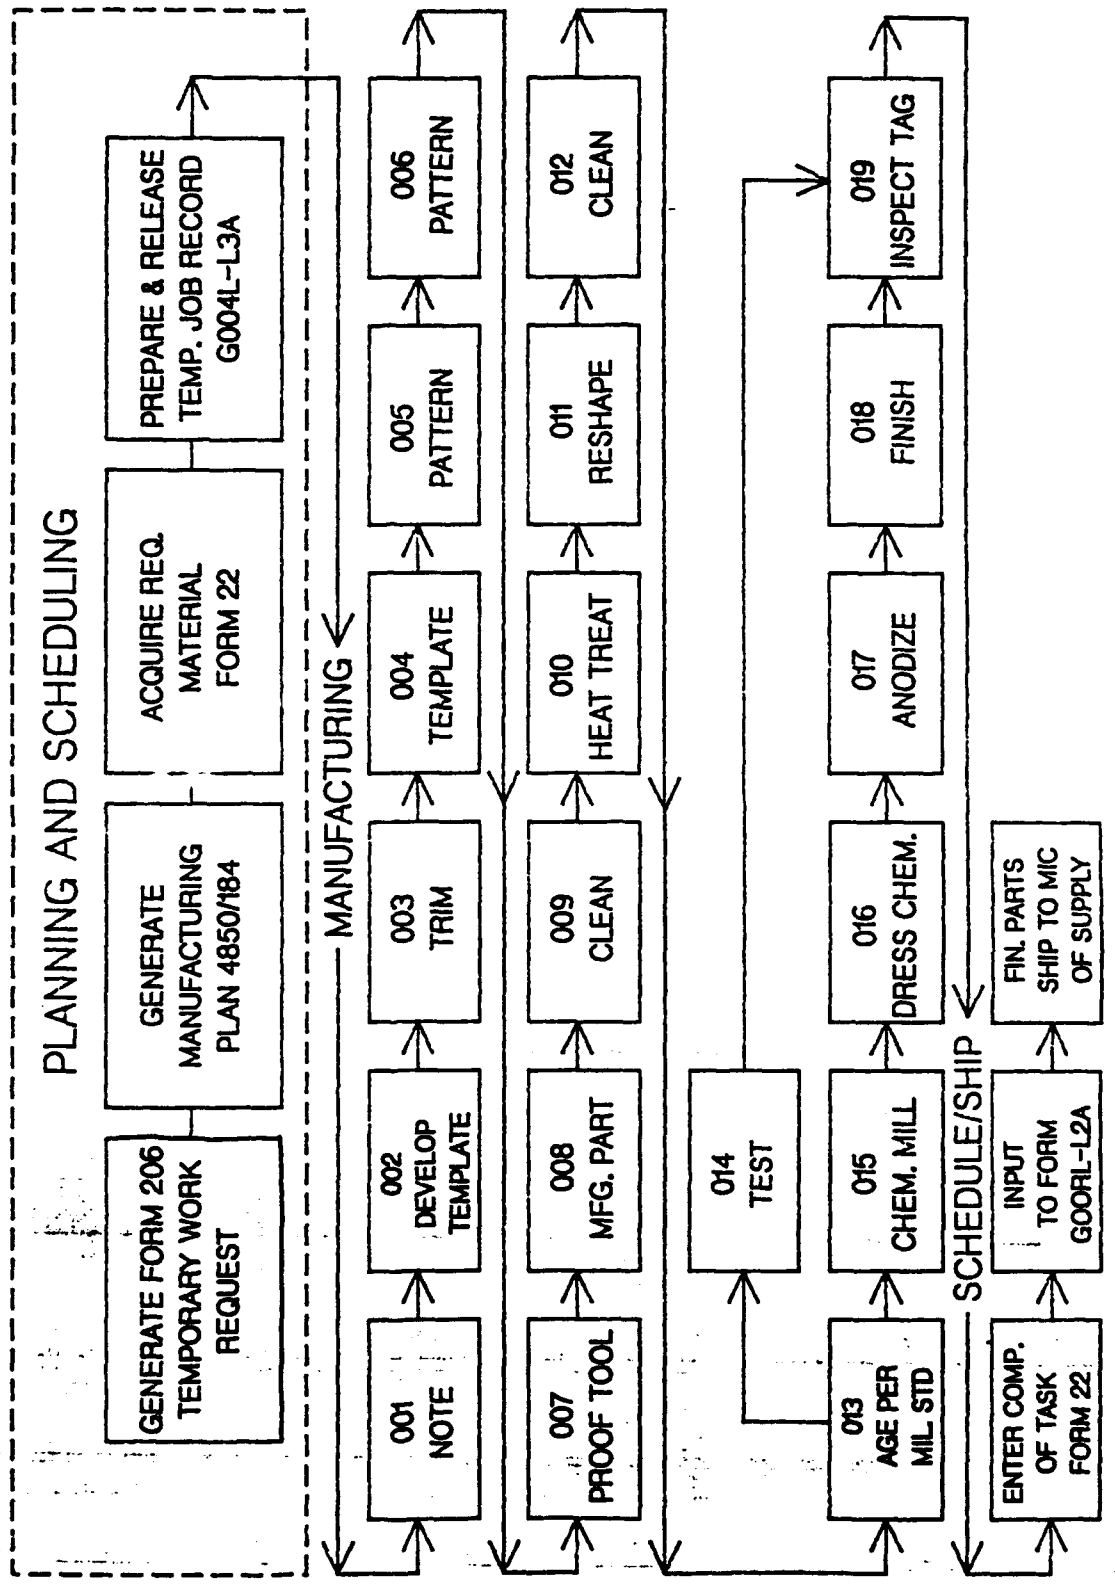 PLANNING AND SCHEDULING
GENERATE FORM 206
TEMPORARY WORK
REQUEST
GENERATE
MANUFACTURING
PLAN 4850/184
ACQUIRE REQ.
MATERIAL
FORM 22
PREPARE & RELEASE
TEMP. JOB RECORD
G004L-L3A
MANUFACTURING
001
NOTE
002
DEVELOP
TEMPLATE
003
TRIM
004
TEMPLATE
005
PATTERN
006
PATTERN
007
PROOF TOOL
008
MFG. PART
009
CLEAN
010
HEAT TREAT
011
RESHAPE
012
CLEAN
014
TEST
013
AGE PER
MIL STD
015
CHEM. MILL
016
DRESS CHEM.
017
ANODIZE
018
FINISH
019
INSPECT TAG
SCHEDULE/SHIP
ENTER COMP.
OF TASK
FORM 22
INPUT
TO FORM
GOORL-L2A
FIN. PARTS
SHIP TO MIC
OF SUPPLY